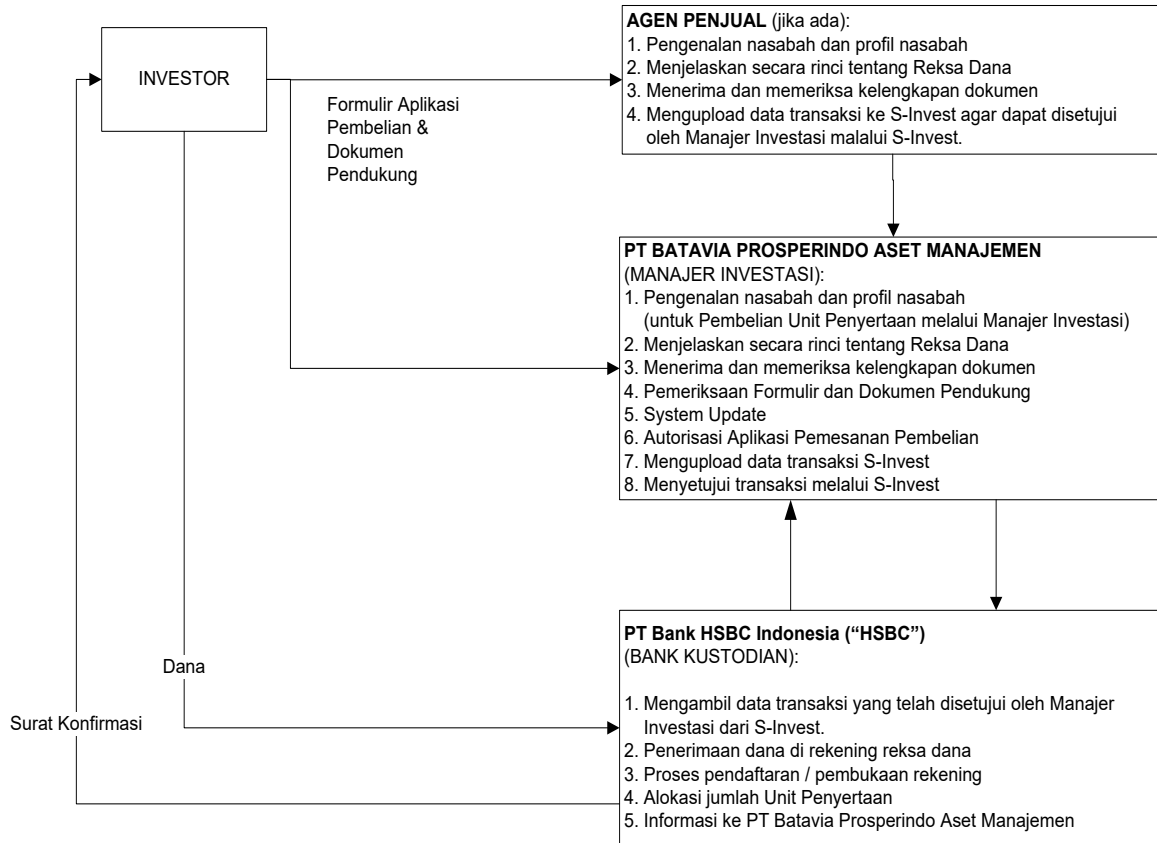 INVESTOR
Formulir Aplikasi
Pembelian &
Dokumen
Pendukung
AGEN PENJUAL (jika ada):
1. Pengenalan nasabah dan profil nasabah
2. Menjelaskan secara rinci tentang Reksa Dana
3. Menerima dan memeriksa kelengkapan dokumen
4. Mengupload data transaksi ke S-Invest agar dapat disetujui
oleh Manajer Investasi malalui S-Invest.
PT BATAVIA PROSPERINDO ASET MANAJEMEN
(MANAJER INVESTASI):
1. Pengenalan nasabah dan profil nasabah
(untuk Pembelian Unit Penyertaan melalui Manajer Investasi)
2. Menjelaskan secara rinci tentang Reksa Dana
3. Menerima dan memeriksa kelengkapan dokumen
4. Pemeriksaan Formulir dan Dokumen Pendukung
5. System Update
6. Autorisasi Aplikasi Pemesanan Pembelian
7. Mengupload data transaksi S-Invest
8. Menyetujui transaksi melalui S-Invest
Dana
Surat Konfirmasi
PT Bank HSBC Indonesia (“HSBC”)
(BANK KUSTODIAN):
1. Mengambil data transaksi yang telah disetujui oleh Manajer
Investasi dari S-Invest.
2. Penerimaan dana di rekening reksa dana
3. Proses pendaftaran / pembukaan rekening
4. Alokasi jumlah Unit Penyertaan
5. Informasi ke PT Batavia Prosperindo Aset Manajemen